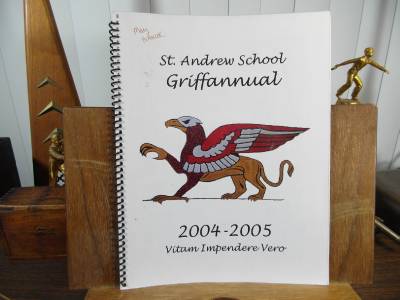 St. Andrew School
Griffannual
2004-2005
Vitam Impendere Vero